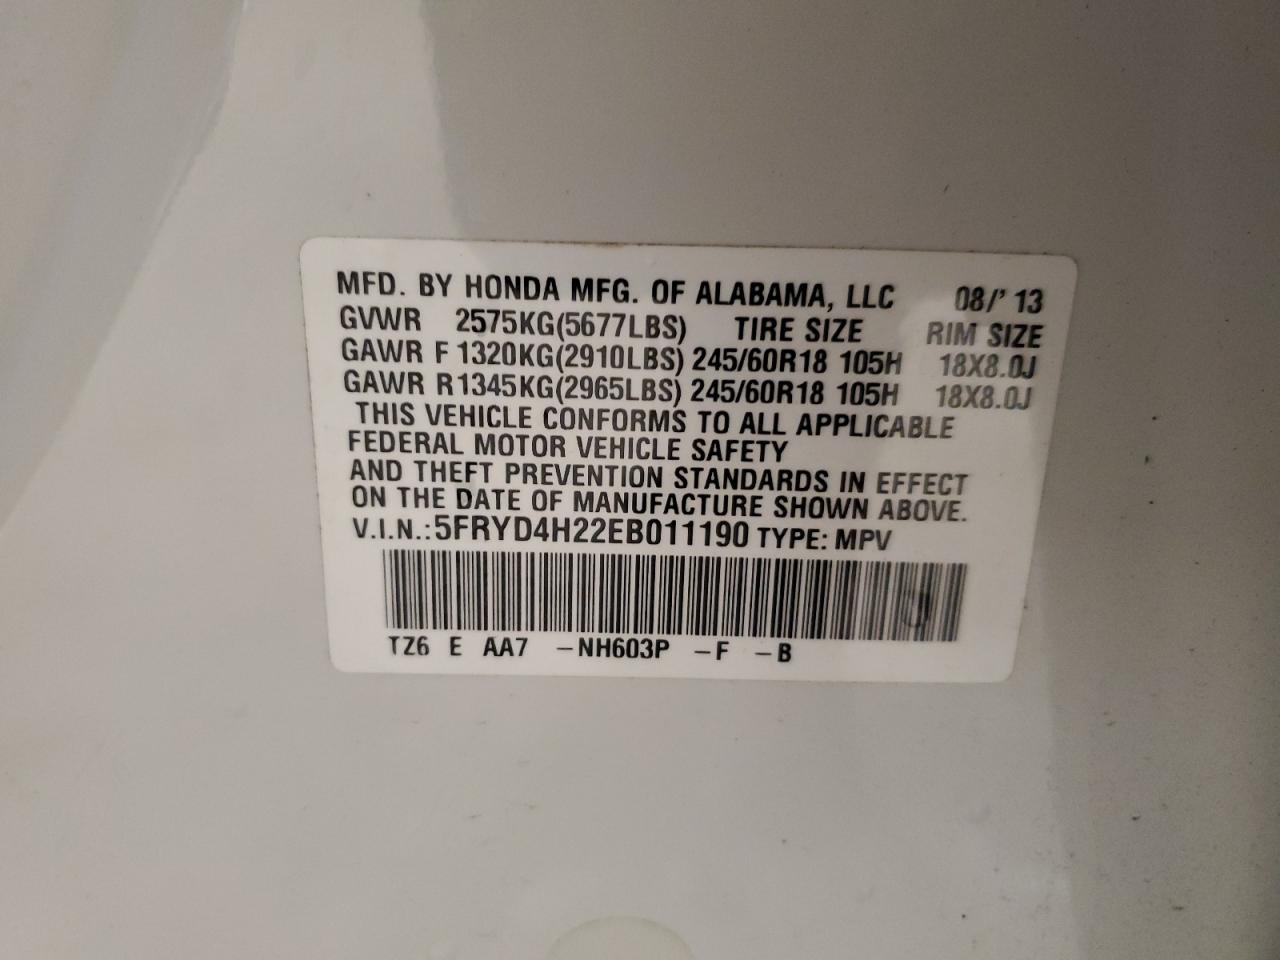 MFD. BY HONDA MFG. OF ALABAMA, LLC 08/' 13
GVWR 2575KG(5677LBS) TIRE SIZE RIM SIZE
GAWR F 1320KG(2910LBS) 245/60R18 105H 18X8.0J
GAWR R1345KG(2965LBS) 245/60R18 105H 18X8.0J
THIS VEHICLE CONFORMS TO ALL APPLICABLE
FEDERAL MOTOR VEHICLE SAFETY
AND THEFT PREVENTION STANDARDS IN EFFECT
ON THE DATE OF MANUFACTURE SHOWN ABOVE.
V.I.N.:5FRYD4H22EB011190 TYPE: MPV
TZ6 E AA7 -NH603P -F -B